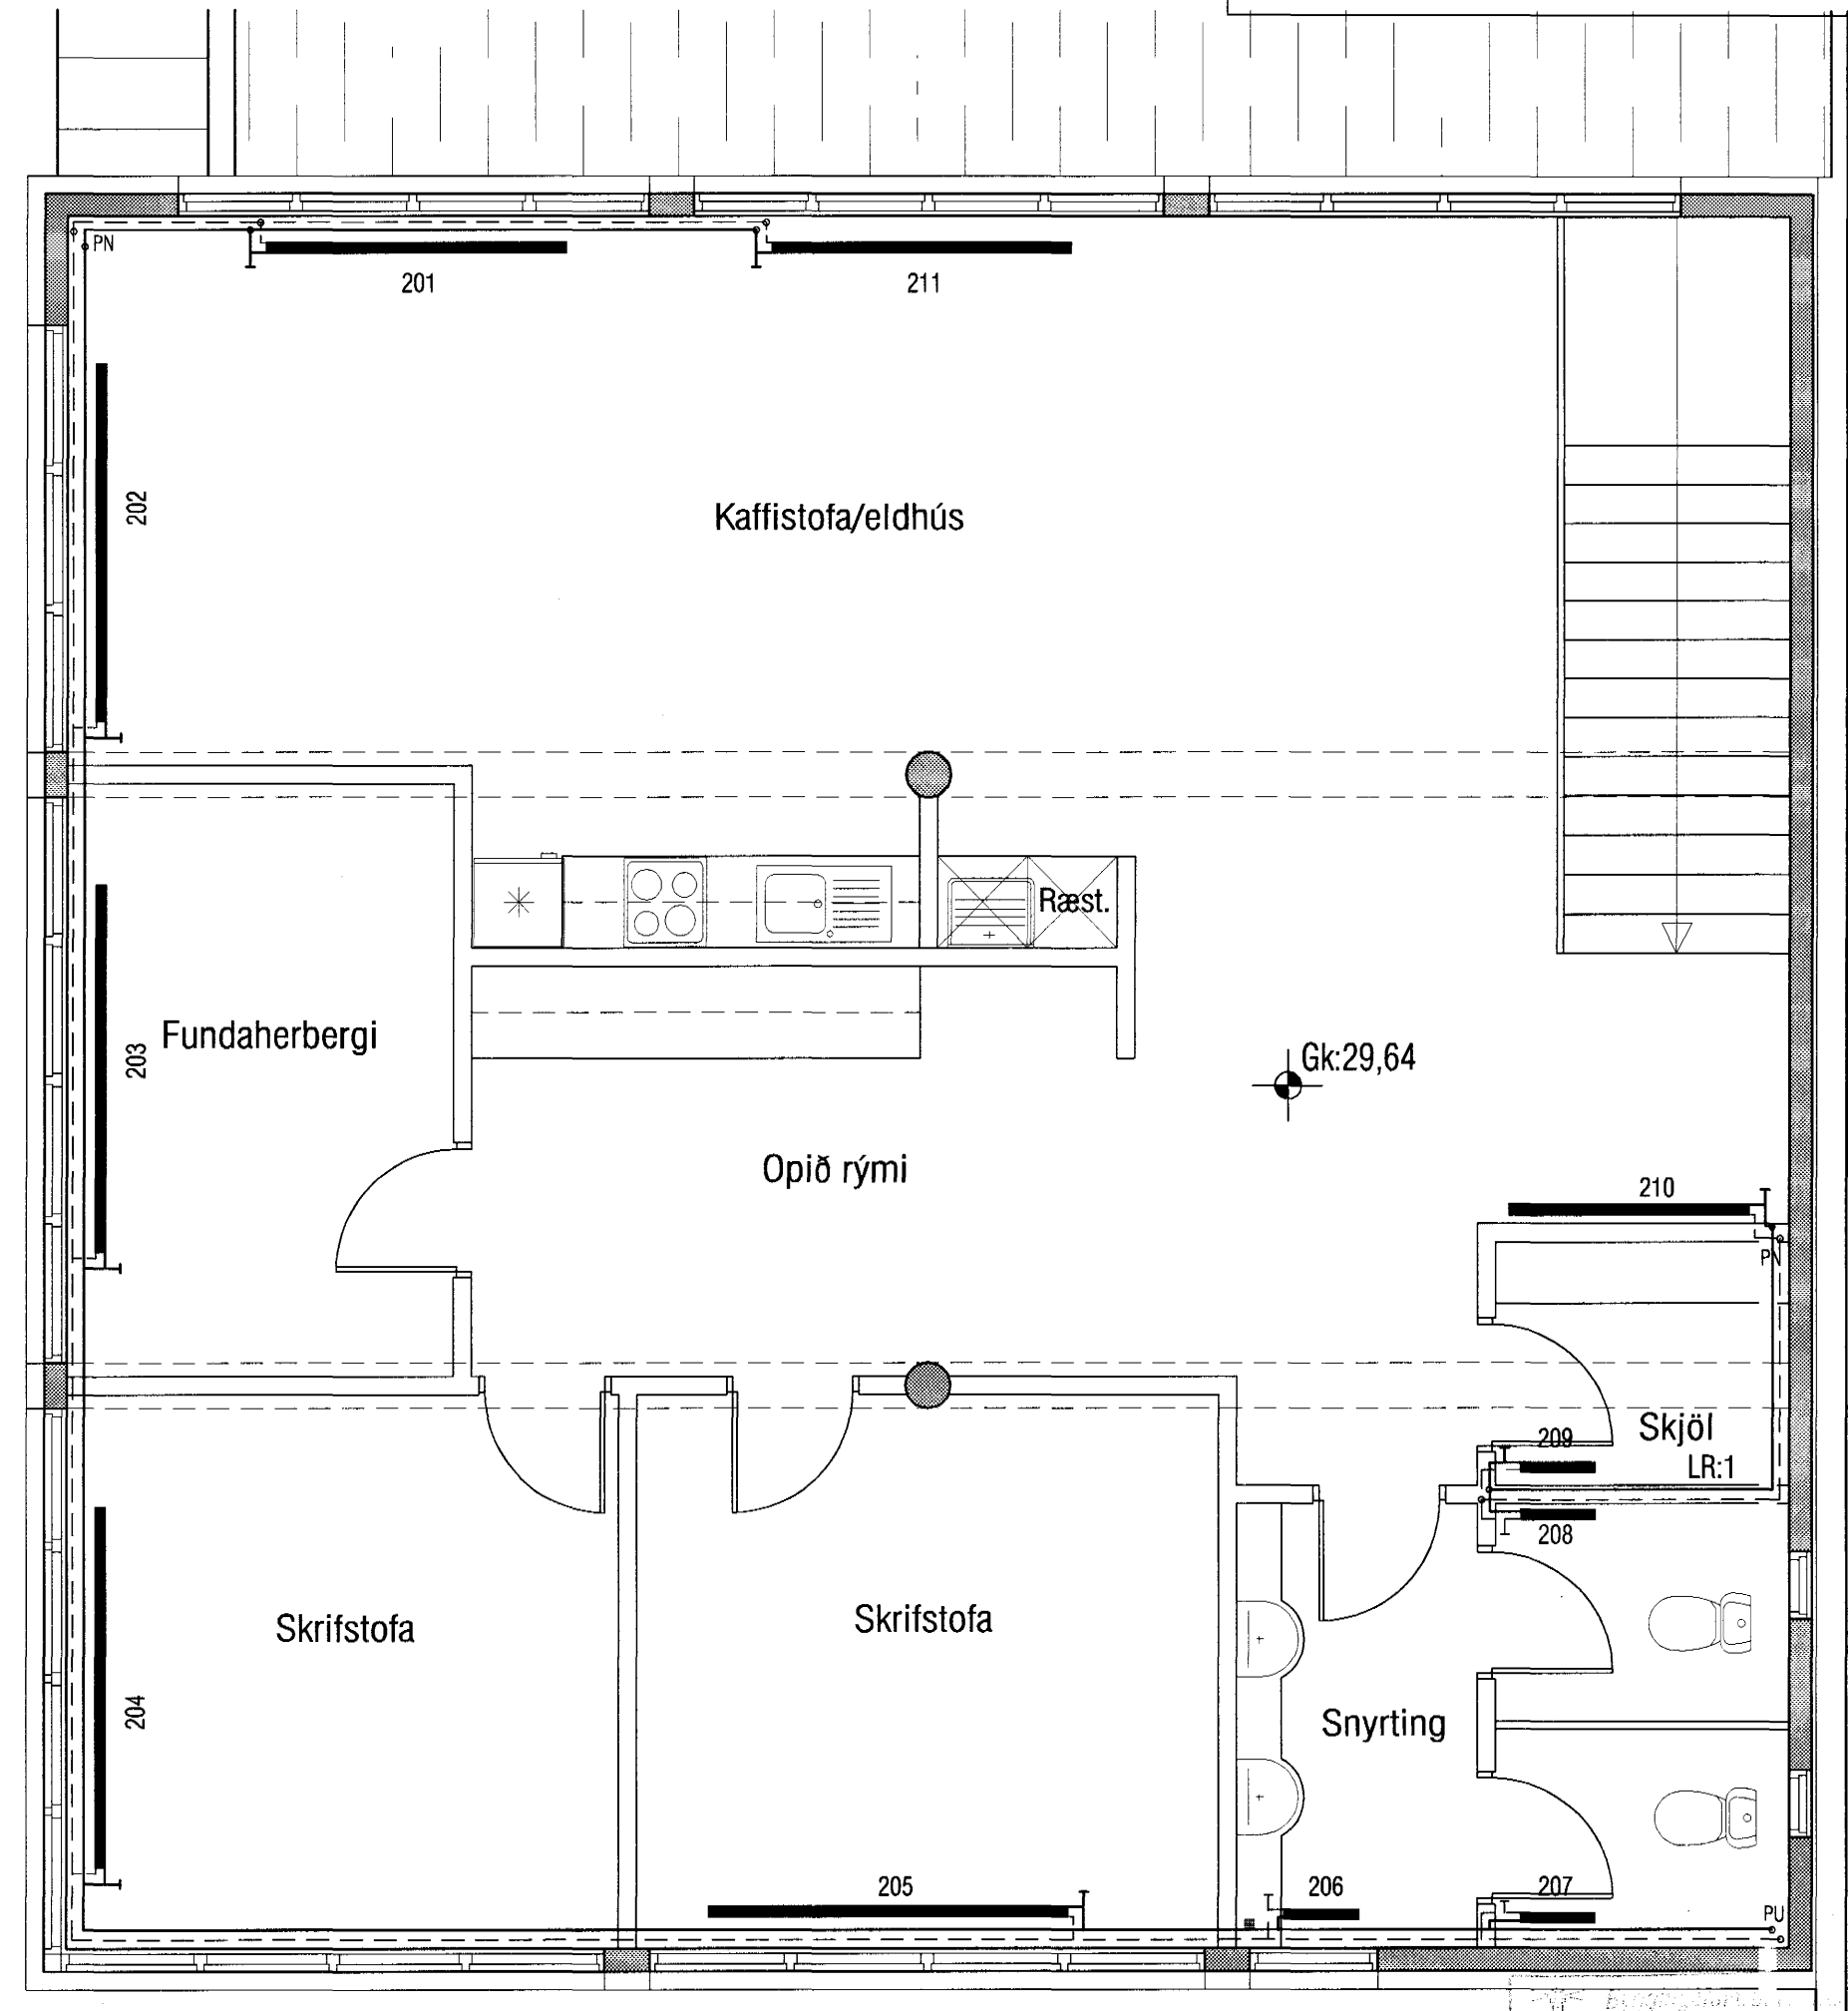 PN
201
211
202
Kaffistofa/eldhús
Ræst.
Fundaherbergi
203
Gk:29,64
Opið rými
210
PN
Skjöl
209
LR:1
208
Skrifstofa
Skrifstofa
204
Snyrting
205
206
207
PU